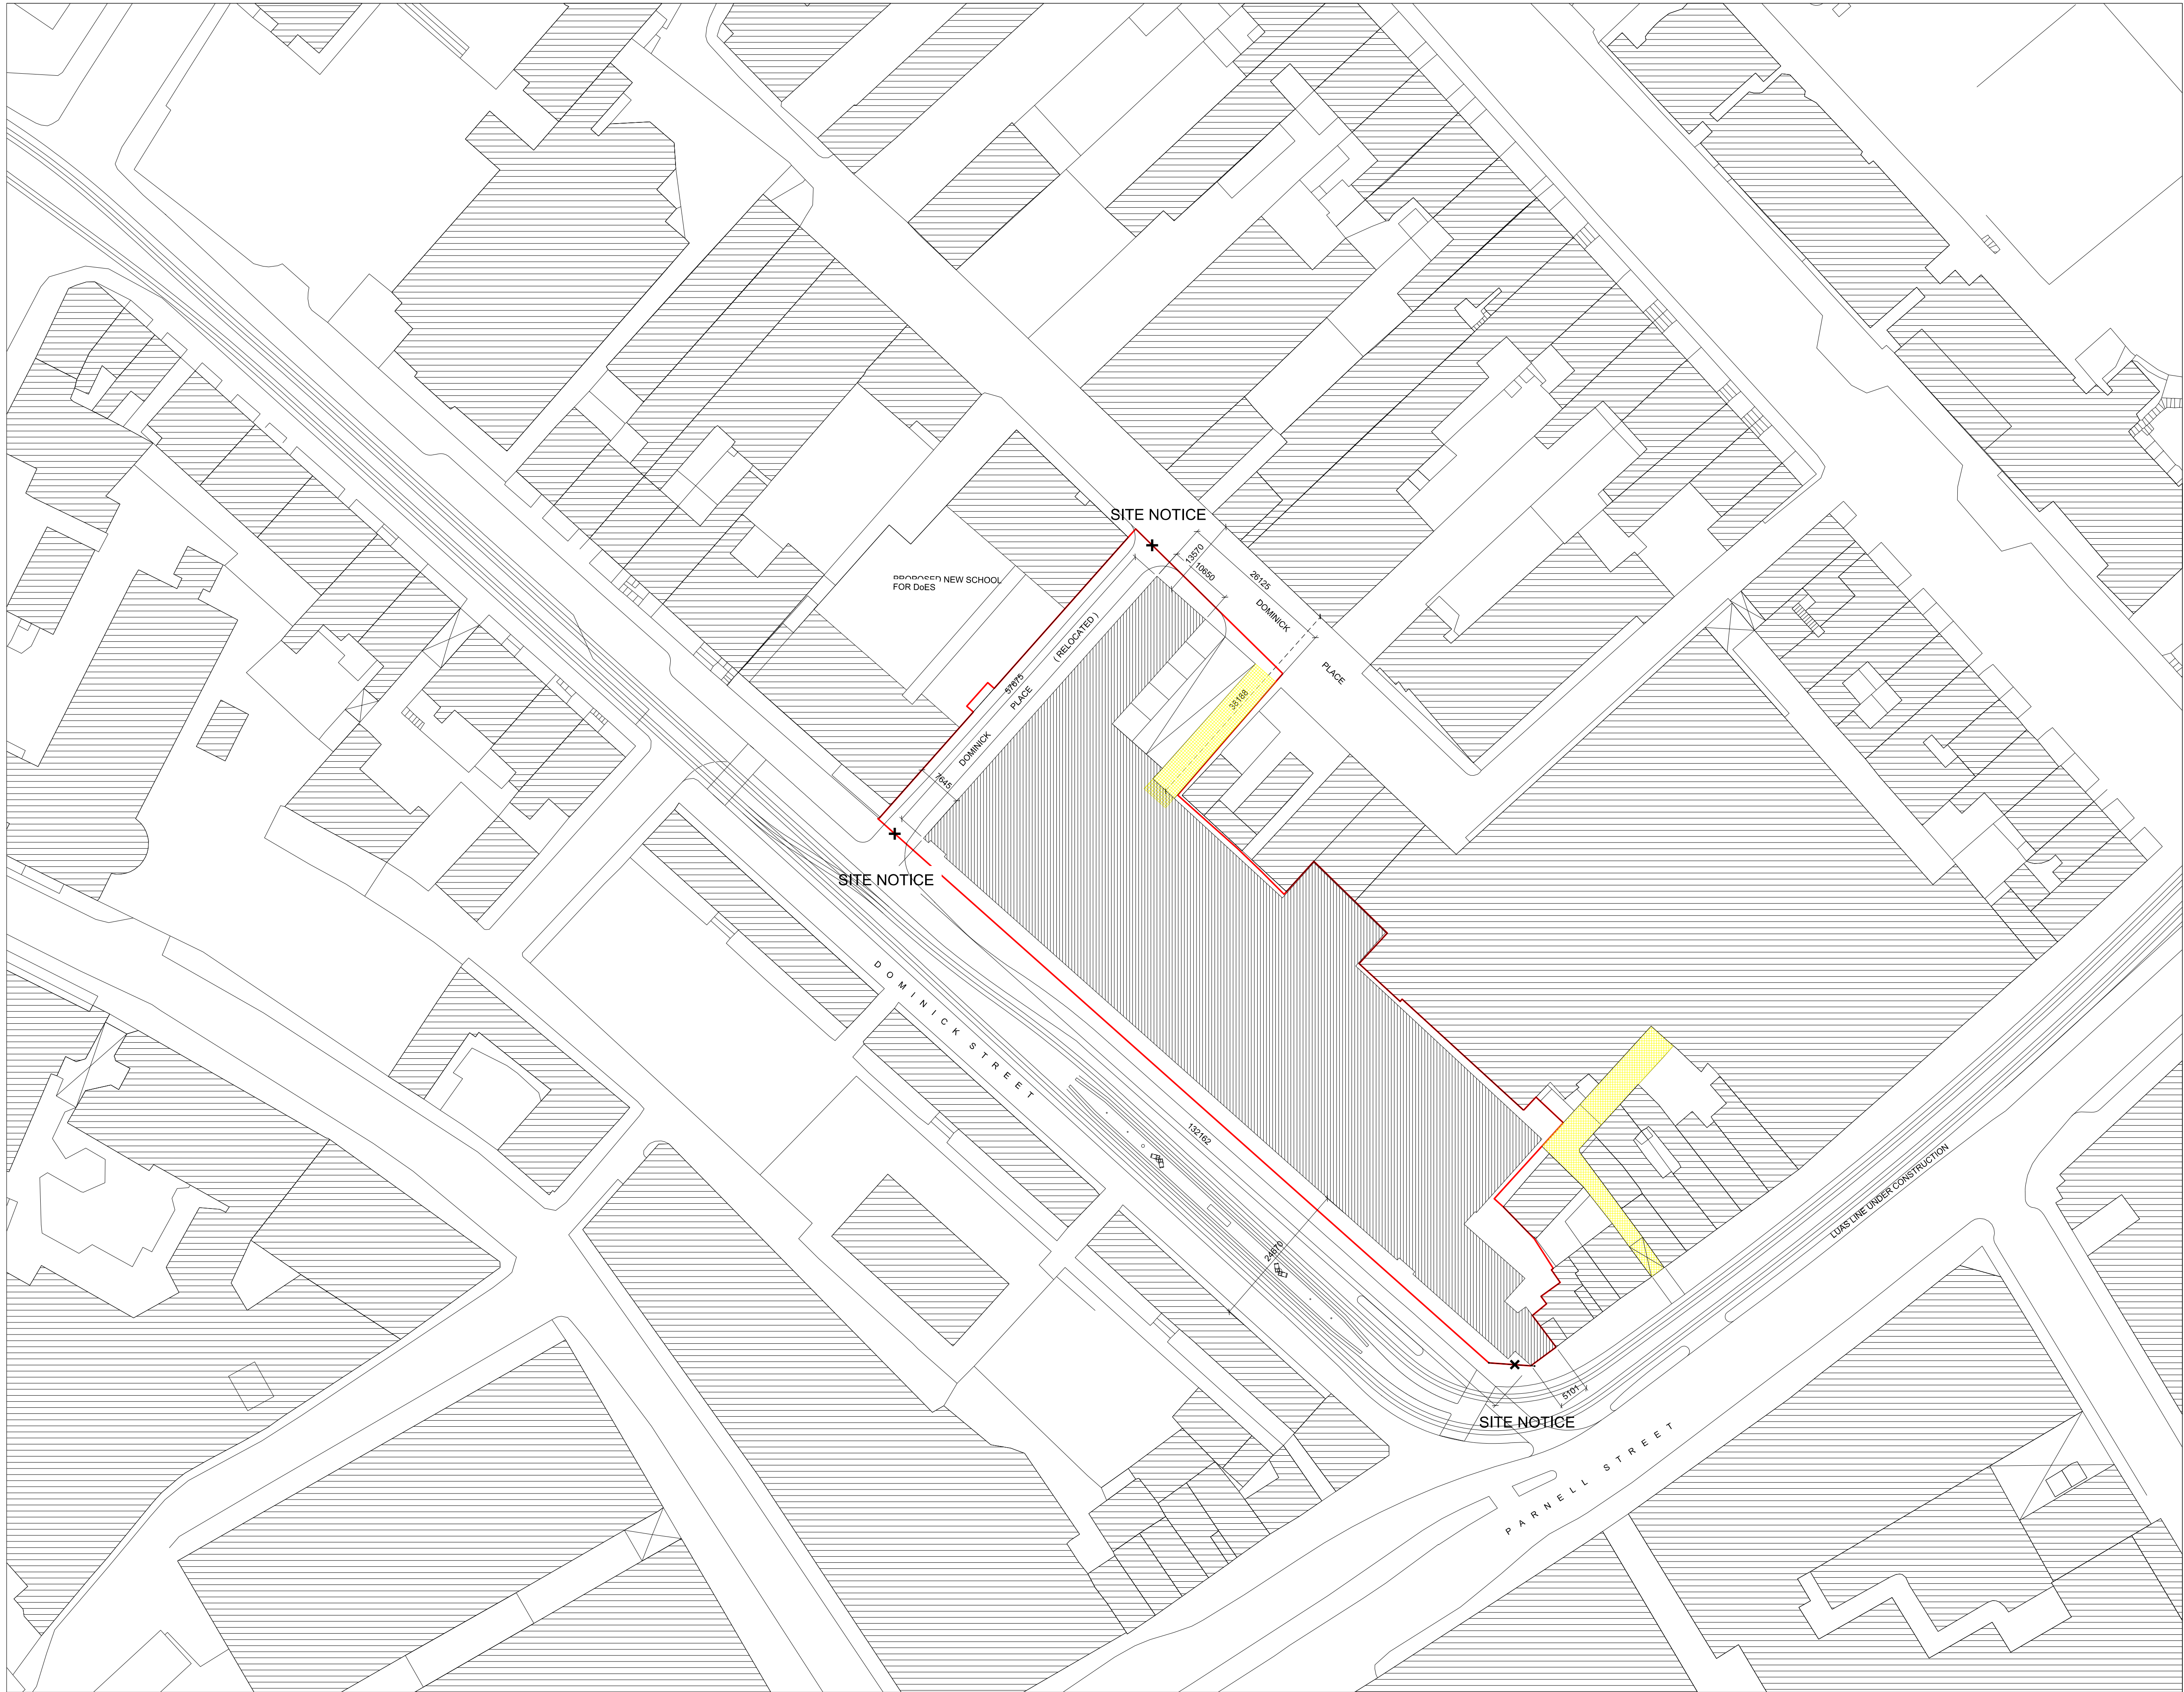 SITE NOTICE
13570
10650
26125
PROPOSED NEW SCHOOL
FOR DoES
DOMINICK
PLACE
( RELOCATED )
57675
PLACE
38188
DOMINICK
7645
SITE NOTICE
DOMINICK STREET
132162
LUAS LINE UNDER CONSTRUCTION
24670
5101
SITE NOTICE
PARNELL STREET